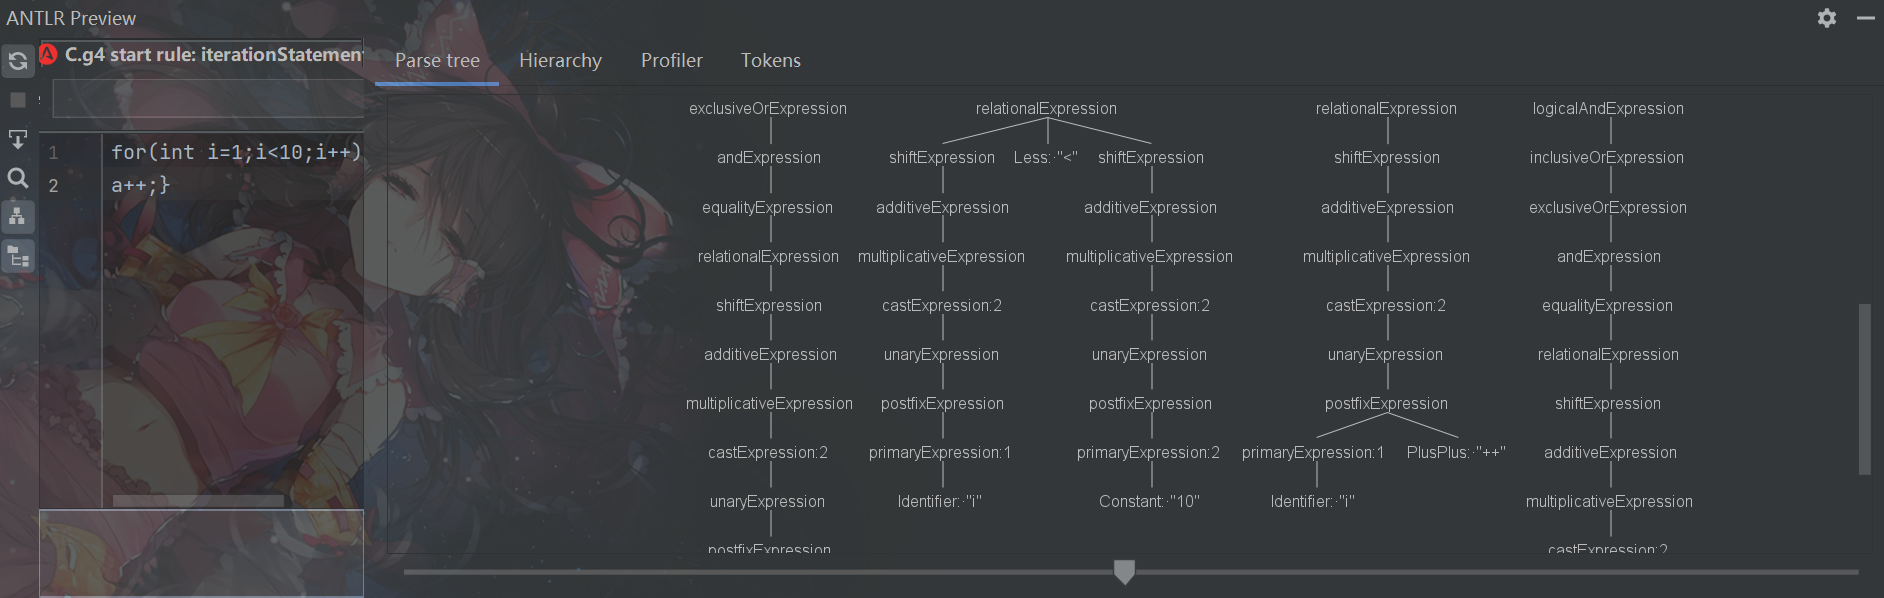 ANTLR Preview
C.g4 start rule: iterationStatement
Parse tree Hierarchy Profiler Tokens
1 for(int i=1;i<10;i++)
2 a++;}
exclusiveOrExpression relationalExpression relationalExpression logicalAndExpression
andExpression shiftExpression Less:·"<" shiftExpression shiftExpression inclusiveOrExpression
equalityExpression additiveExpression additiveExpression additiveExpression exclusiveOrExpression
relationalExpression multiplicativeExpression multiplicativeExpression multiplicativeExpression andExpression
shiftExpression castExpression:2 castExpression:2 castExpression:2 equalityExpression
additiveExpression unaryExpression unaryExpression unaryExpression relationalExpression
multiplicativeExpression postfixExpression postfixExpression postfixExpression shiftExpression
castExpression:2 primaryExpression:1 primaryExpression:2 primaryExpression:1 PlusPlus:·"++" additiveExpression
unaryExpression Identifier:·"i" Constant:·"10" Identifier:·"i" multiplicativeExpression
postfixExpression castExpression:2